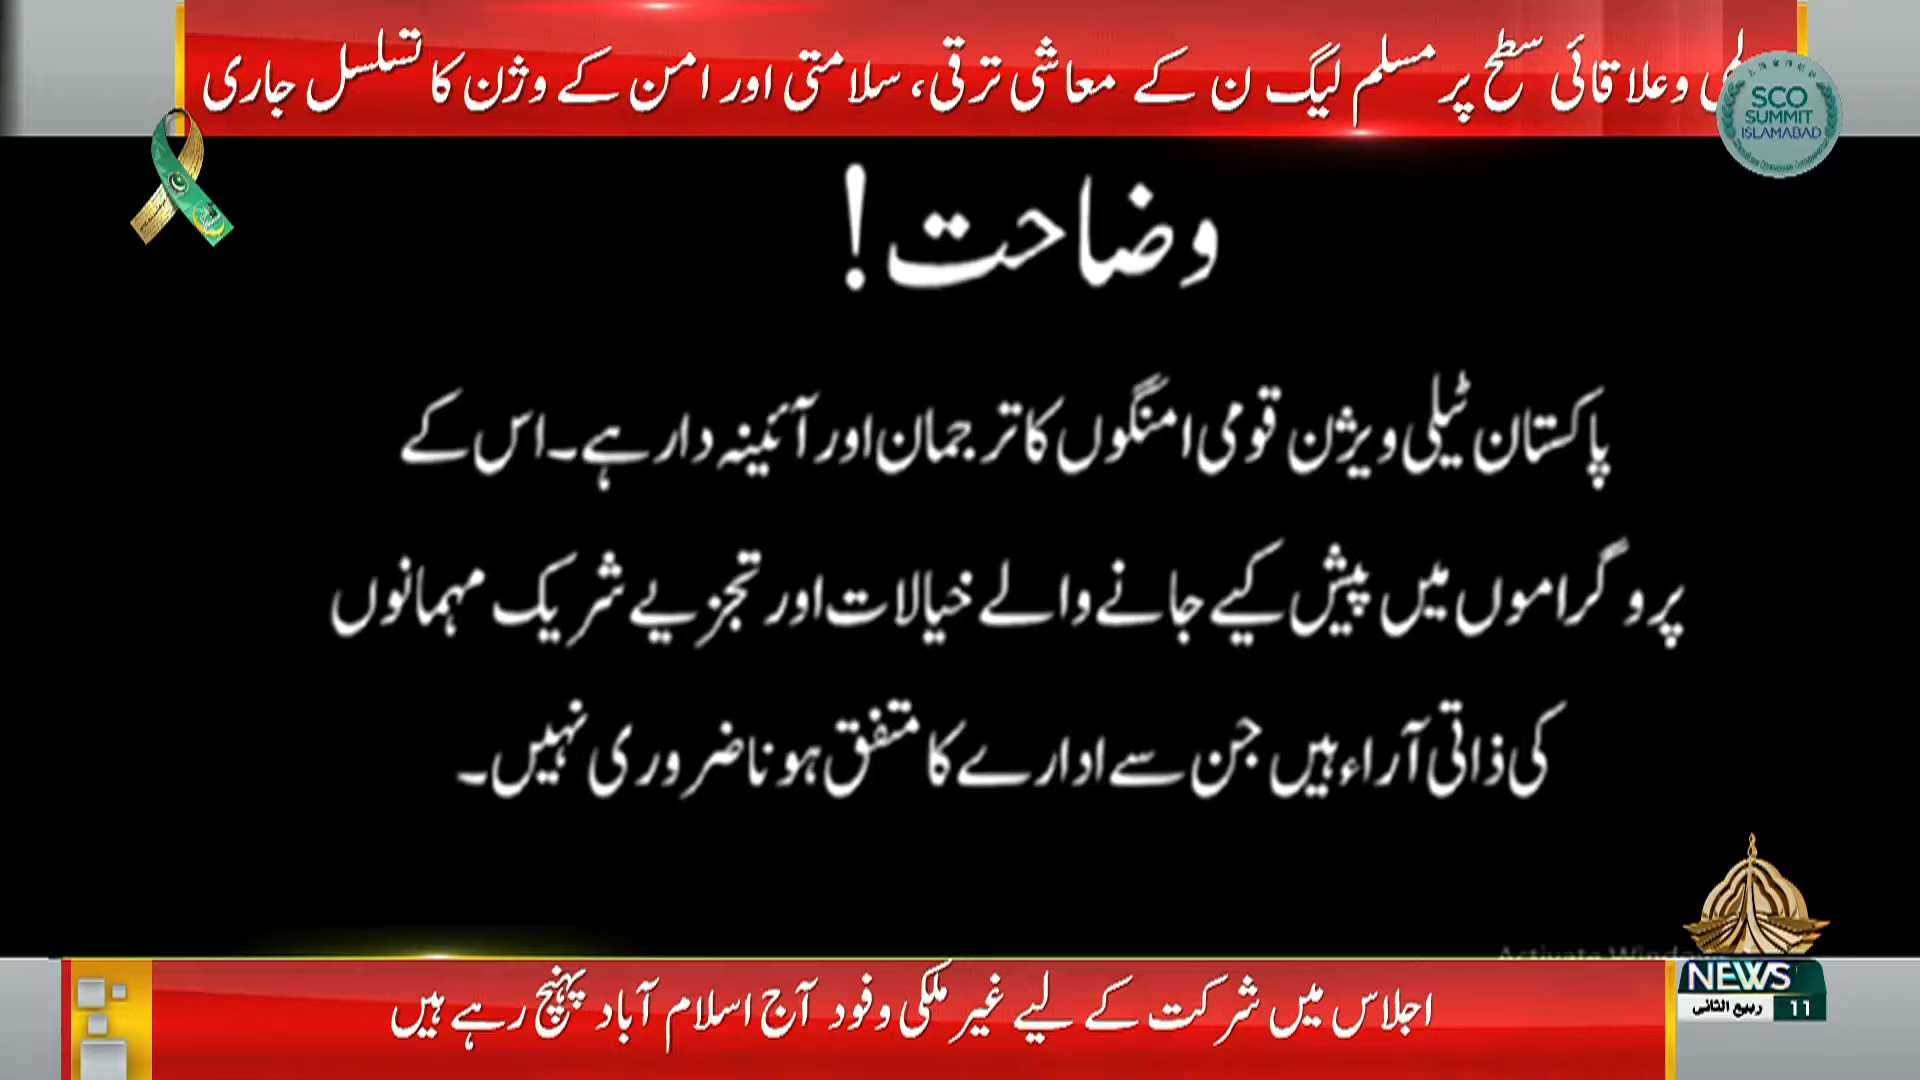 وعلاقائی سطح پر مسلم لیگ ن کے معاشی ترقی، سلامتی اور امن کے وژن کا تسلسل جاری
SCO
SUMMIT
ISLAMABAD
وضاحت!
پاکستان ٹیلی ویژن قومی امنگوں کا ترجمان اور آئینہ دار ہے۔ اس کے
پروگراموں میں پیش کیے جانے والے خیالات اور تجزیے شریک مہمانوں
کی ذاتی آراء ہیں جن سے ادارے کا متفق ہونا ضروری نہیں۔
Activate Windows
NEWS
11 ربیع الثانی
اجلاس میں شرکت کے لیے غیر ملکی وفود آج اسلام آباد پہنچ رہے ہیں